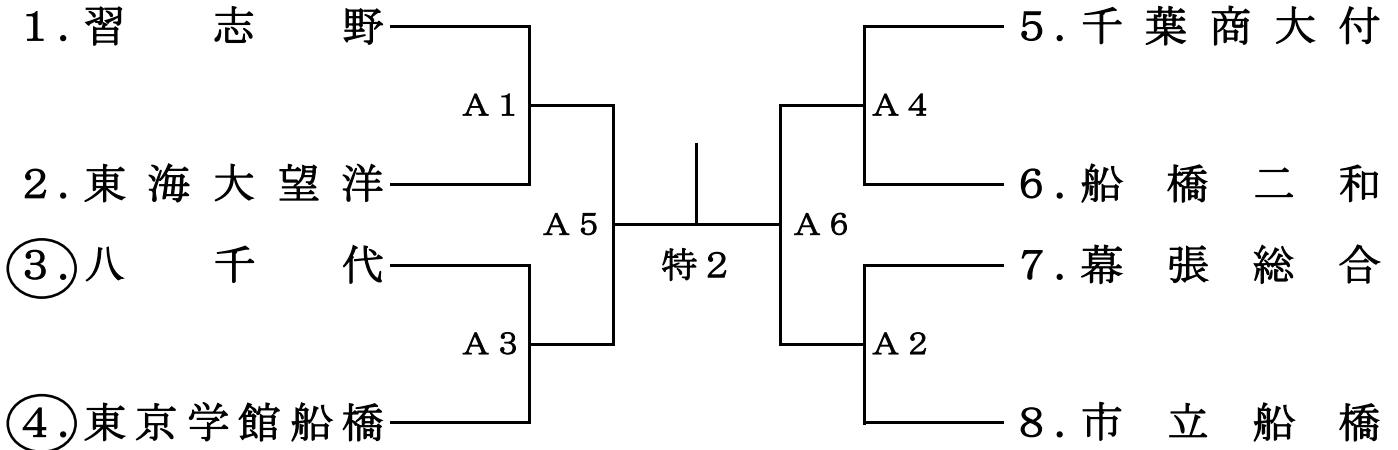 1.習志野
A1
2.東海大望洋
A5
③.八千代
A3
④.東京学館船橋
特2
5.千葉商大付
A4
6.船橋二和
A6
7.幕張総合
A2
8.市立船橋